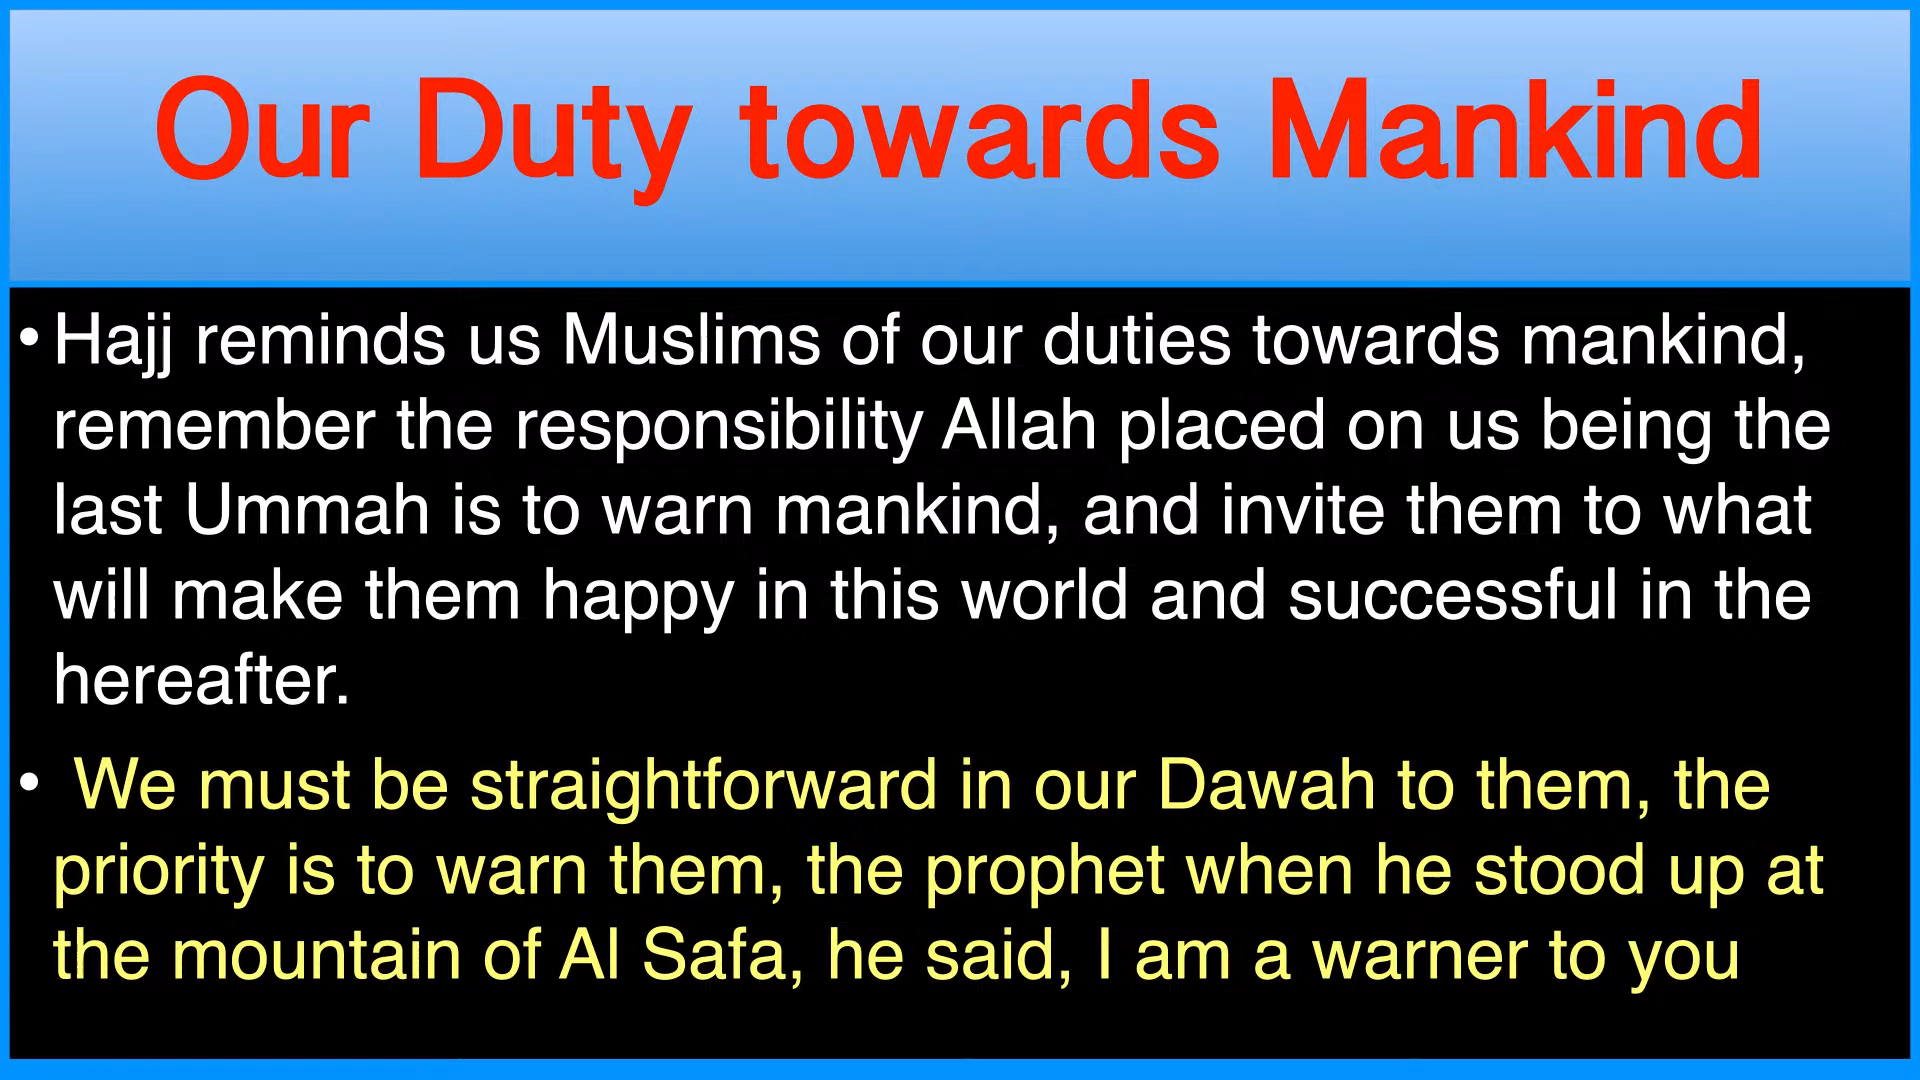 Our Duty towards Mankind
• Hajj reminds us Muslims of our duties towards mankind,
remember the responsibility Allah placed on us being the
last Ummah is to warn mankind, and invite them to what
will make them happy in this world and successful in the
hereafter.
• We must be straightforward in our Dawah to them, the
priority is to warn them, the prophet when he stood up at
the mountain of Al Safa, he said, I am a warner to you